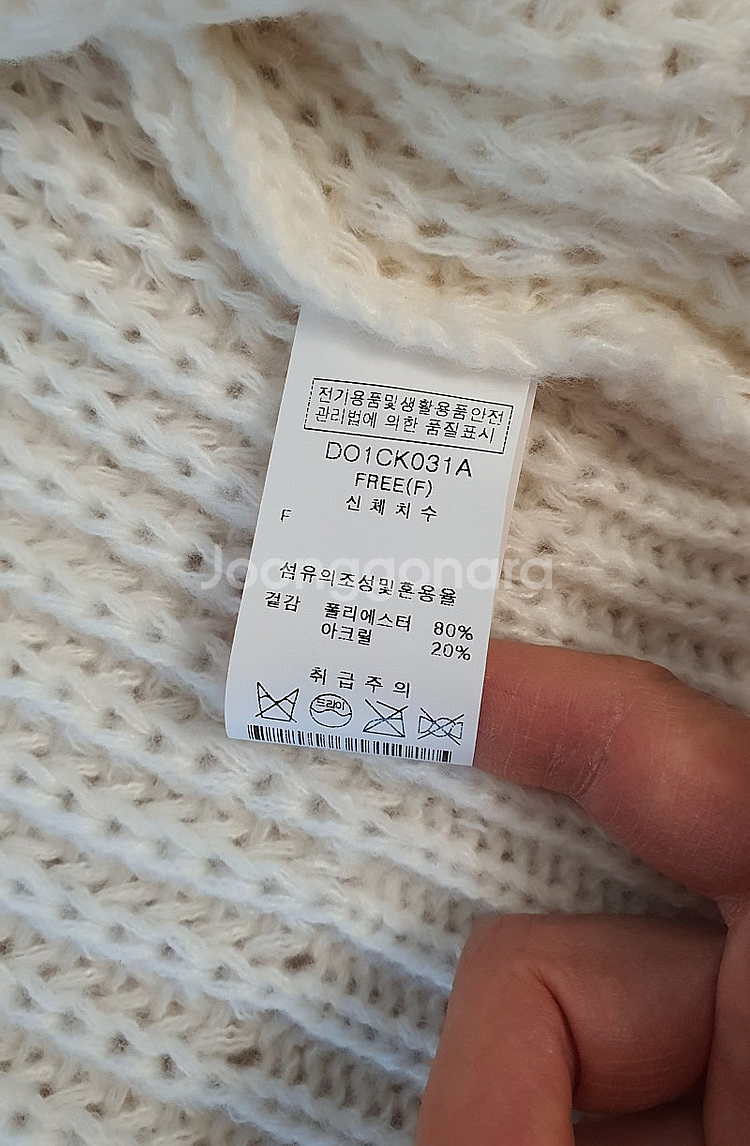 전기용품및생활용품안전
관리법에 의한 품질표시
DO1CK031A
FREE(F)
신 체 치 수
F
Joonggonara
섬유의조성및혼용율
겉감 폴리에스터 80%
아크릴 20%
취 급 주 의
드라이